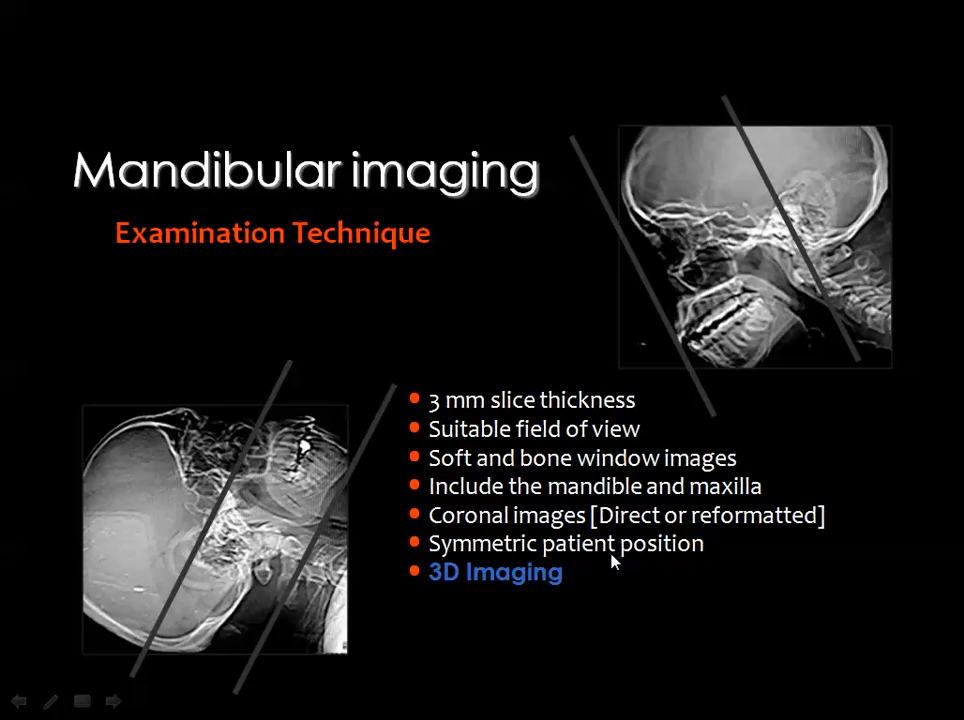 Mandibular imaging
Examination Technique
• 3 mm slice thickness
• Suitable field of view
• Soft and bone window images
• Include the mandible and maxilla
• Coronal images [Direct or reformatted]
• Symmetric patient position
• 3D Imaging